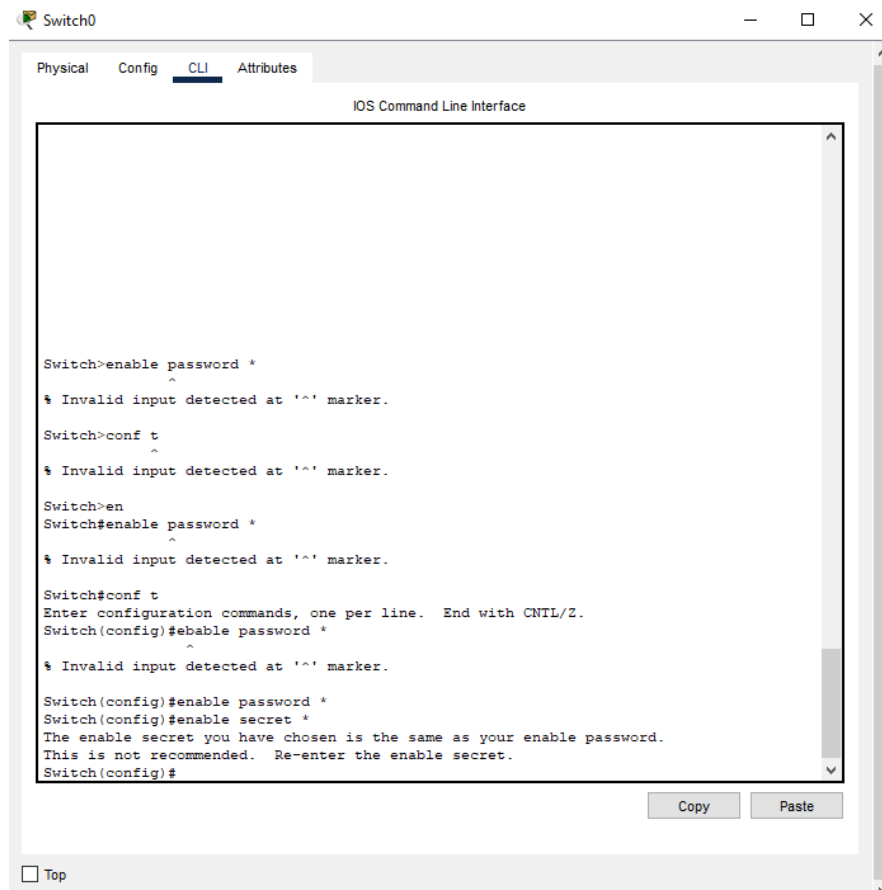 Switch0
Physical Config CLI Attributes
IOS Command Line Interface
Switch>enable password *
^
% Invalid input detected at '^' marker.
Switch>conf t
^
% Invalid input detected at '^' marker.
Switch>en
Switch#enable password *
^
% Invalid input detected at '^' marker.
Switch#conf t
Enter configuration commands, one per line.  End with CNTL/Z.
Switch(config)#ebable password *
^
% Invalid input detected at '^' marker.
Switch(config)#enable password *
Switch(config)#enable secret *
The enable secret you have chosen is the same as your enable password.
This is not recommended.  Re-enter the enable secret.
Switch(config)#
Copy Paste
Top